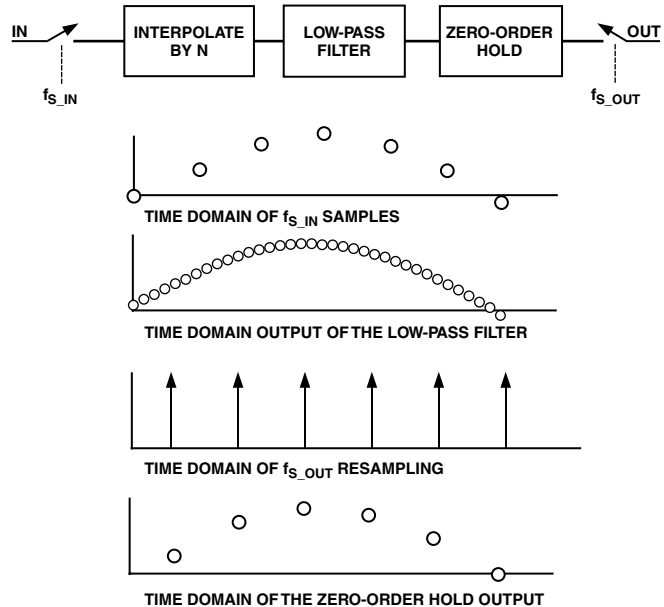 IN
INTERPOLATE
BY N
LOW-PASS
FILTER
ZERO-ORDER
HOLD
OUT
fS_IN
fS_OUT
TIME DOMAIN OF fS_IN SAMPLES
TIME DOMAIN OUTPUT OF THE LOW-PASS FILTER
TIME DOMAIN OF fS_OUT RESAMPLING
TIME DOMAIN OF THE ZERO-ORDER HOLD OUTPUT